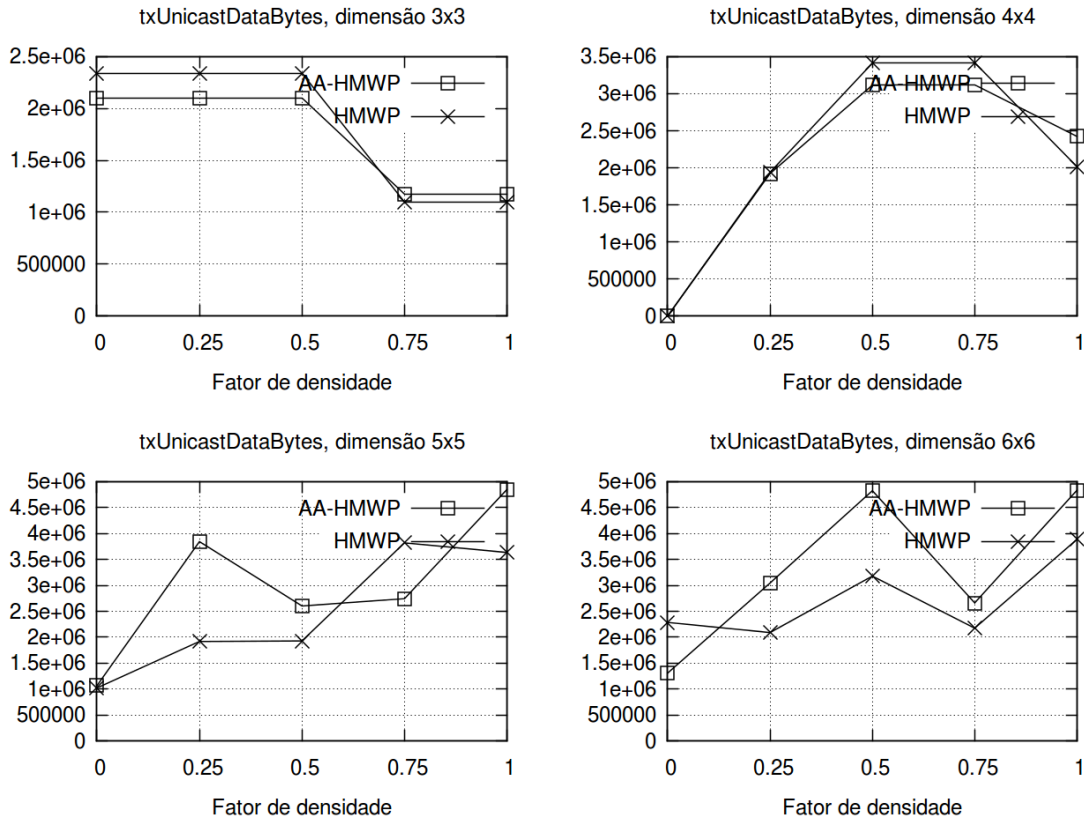 txUnicastDataBytes, dimensão 3x3
2.5e+06
2e+06
1.5e+06
1e+06
500000
0
AA-HMWP
HMWP
0 0.25 0.5 0.75 1
Fator de densidade
txUnicastDataBytes, dimensão 4x4
3.5e+06
3e+06
2.5e+06
2e+06
1.5e+06
1e+06
500000
0
AA-HMWP
HMWP
0 0.25 0.5 0.75 1
Fator de densidade
txUnicastDataBytes, dimensão 5x5
5e+06
4.5e+06
4e+06
3.5e+06
3e+06
2.5e+06
2e+06
1.5e+06
1e+06
500000
0
AA-HMWP
HMWP
0 0.25 0.5 0.75 1
Fator de densidade
txUnicastDataBytes, dimensão 6x6
5e+06
4.5e+06
4e+06
3.5e+06
3e+06
2.5e+06
2e+06
1.5e+06
1e+06
500000
0
AA-HMWP
HMWP
0 0.25 0.5 0.75 1
Fator de densidade